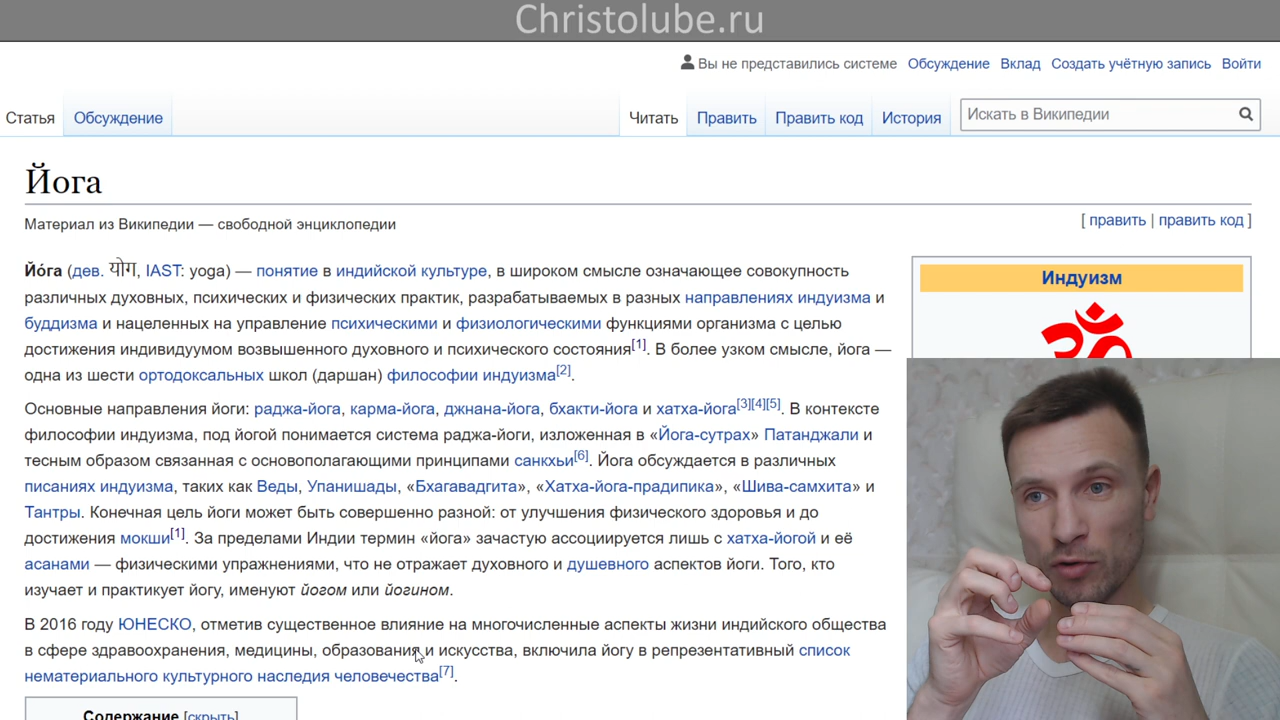 Christolube.ru
Вы не представились системе Обсуждение Вклад Создать учётную запись Войти
Статья Обсуждение Читать Править Править код История Искать в Википедии
Йога
Материал из Википедии — свободной энциклопедии [ править | править код ]
Йо́га (дев. योग, IAST: yoga) — понятие в индийской культуре, в широком смысле означающее совокупность
различных духовных, психических и физических практик, разрабатываемых в разных направлениях индуизма и
буддизма и нацеленных на управление психическими и физиологическими функциями организма с целью
достижения индивидуумом возвышенного духовного и психического состояния[1]. В более узком смысле, йога —
одна из шести ортодоксальных школ (даршан) философии индуизма[2].
Индуизм
ॐ
Основные направления йоги: раджа-йога, карма-йога, джнана-йога, бхакти-йога и хатха-йога[3][4][5]. В контексте
философии индуизма, под йогой понимается система раджа-йоги, изложенная в «Йога-сутрах» Патанджали и
тесным образом связанная с основополагающими принципами санкхьи[6]. Йога обсуждается в различных
писаниях индуизма, таких как Веды, Упанишады, «Бхагавадгита», «Хатха-йога-прадипика», «Шива-самхита» и
Тантры. Конечная цель йоги может быть совершенно разной: от улучшения физического здоровья и до
достижения мокши[1]. За пределами Индии термин «йога» зачастую ассоциируется лишь с хатха-йогой и её
асанами — физическими упражнениями, что не отражает духовного и душевного аспектов йоги. Того, кто
изучает и практикует йогу, именуют йогом или йогином.
В 2016 году ЮНЕСКО, отметив существенное влияние на многочисленные аспекты жизни индийского общества
в сфере здравоохранения, медицины, образования и искусства, включила йогу в репрезентативный список
нематериального культурного наследия человечества[7].
Содержание [скрыть]